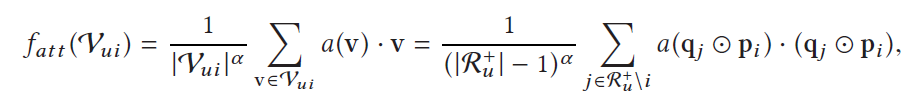 f_{att}(\mathcal{V}_{ui}) = \frac{1}{|\mathcal{V}_{ui}|^{\alpha}} \sum_{\mathbf{v} \in \mathcal{V}_{ui}} a(\mathbf{v}) \cdot \mathbf{v} = \frac{1}{(|\mathcal{R}_u^+| - 1)^{\alpha}} \sum_{j \in \mathcal{R}_u^+ \backslash i} a(\mathbf{q}_j \odot \mathbf{p}_i) \cdot (\mathbf{q}_j \odot \mathbf{p}_i),